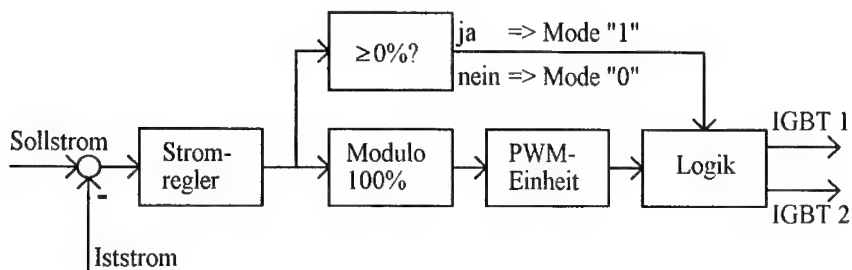 ≥0%?
ja => Mode "1"
nein => Mode "0"
Sollstrom
-
Iststrom
Strom-
regler
Modulo
100%
PWM-
Einheit
Logik
IGBT 1
IGBT 2